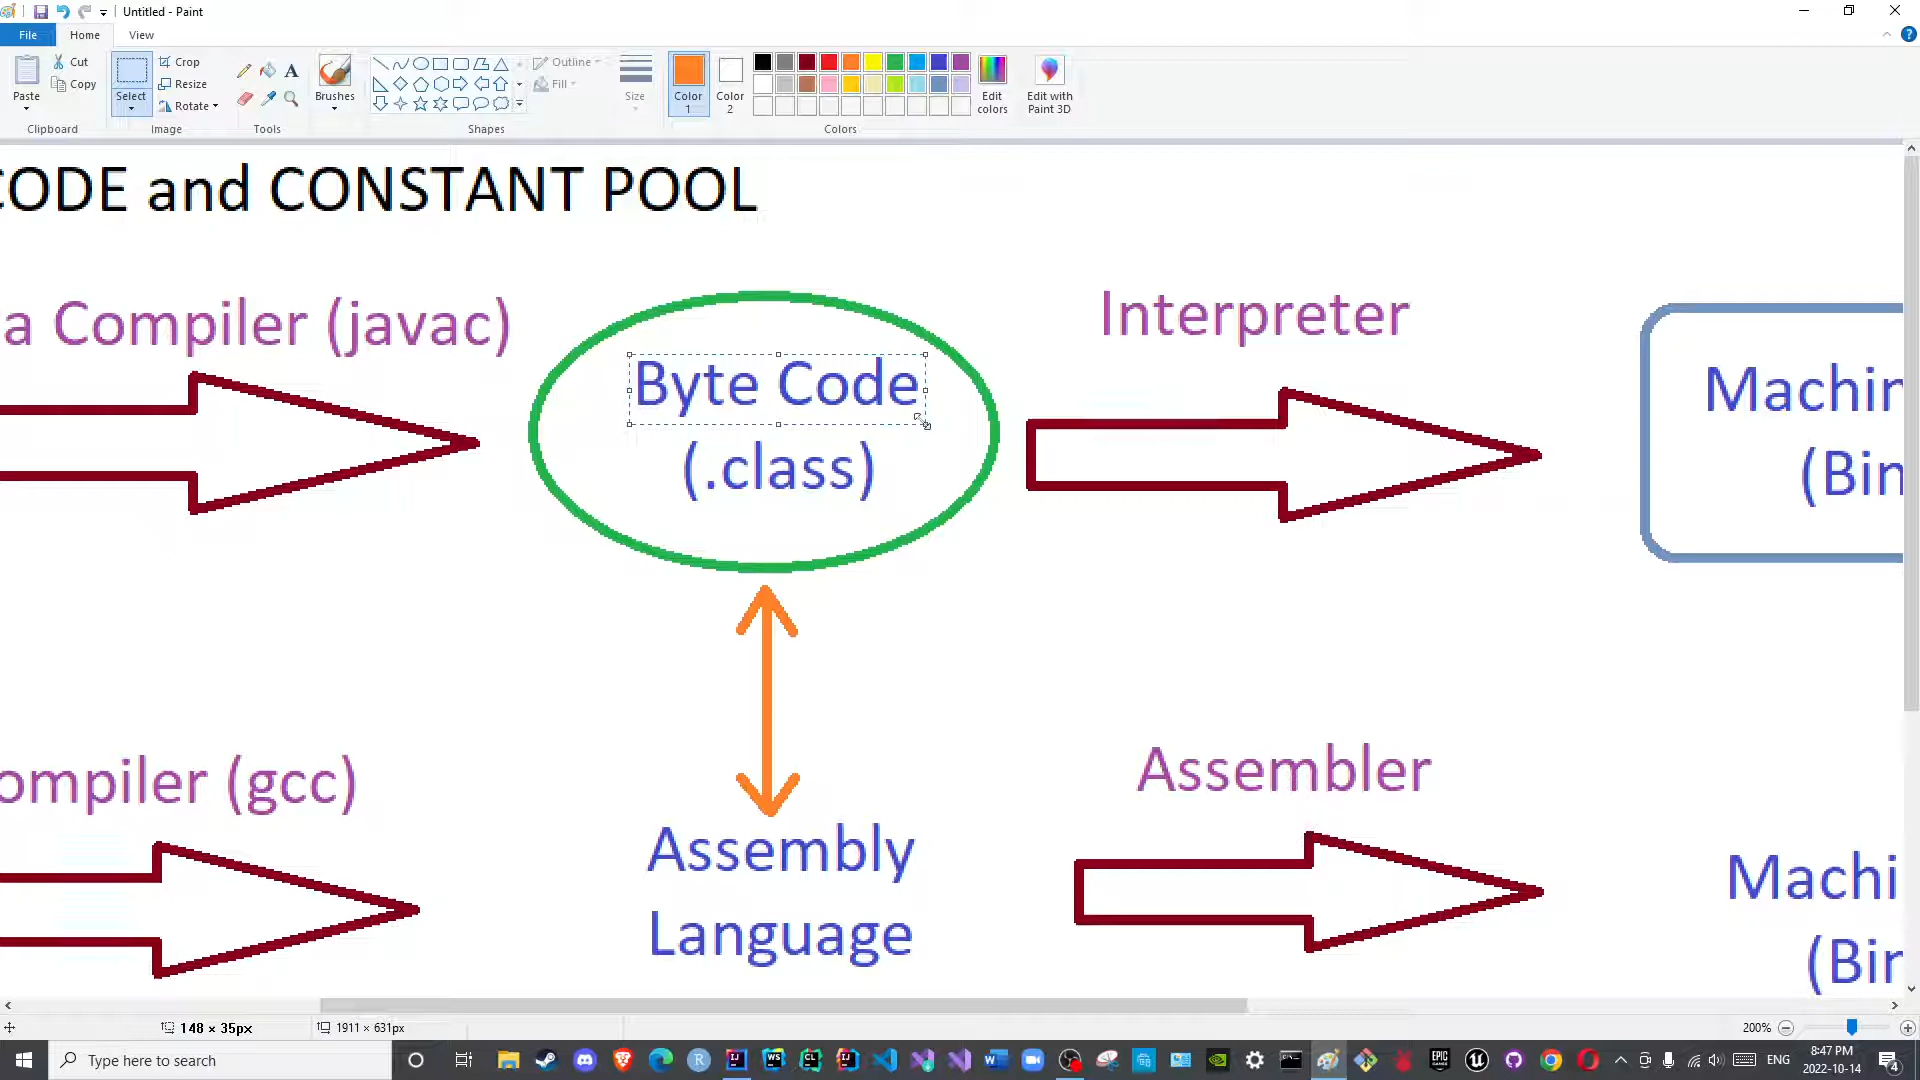 Untitled - Paint
File
Home
View
Paste
Cut
Copy
Clipboard
Select
Crop
Resize
Rotate
Image
Tools
Brushes
Shapes
Outline
Fill
Size
Color 1
Color 2
Colors
Edit colors
Edit with Paint 3D
CODE and CONSTANT POOL
a Compiler (javac)
Byte Code
(.class)
Interpreter
Machin
(Bin
ompiler (gcc)
Assembly
Language
Assembler
Machi
(Bir
148 × 35px
1911 × 631px
200%
Type here to search
ENG
8:47 PM
2022-10-14